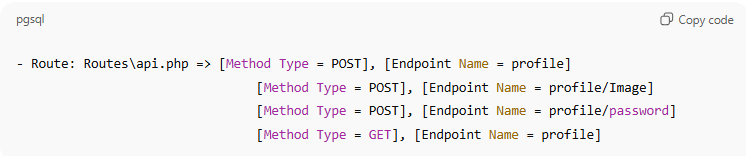 pgsql
Copy code
- Route: Routes\api.php => [Method Type = POST], [Endpoint Name = profile]
[Method Type = POST], [Endpoint Name = profile/Image]
[Method Type = POST], [Endpoint Name = profile/password]
[Method Type = GET], [Endpoint Name = profile]